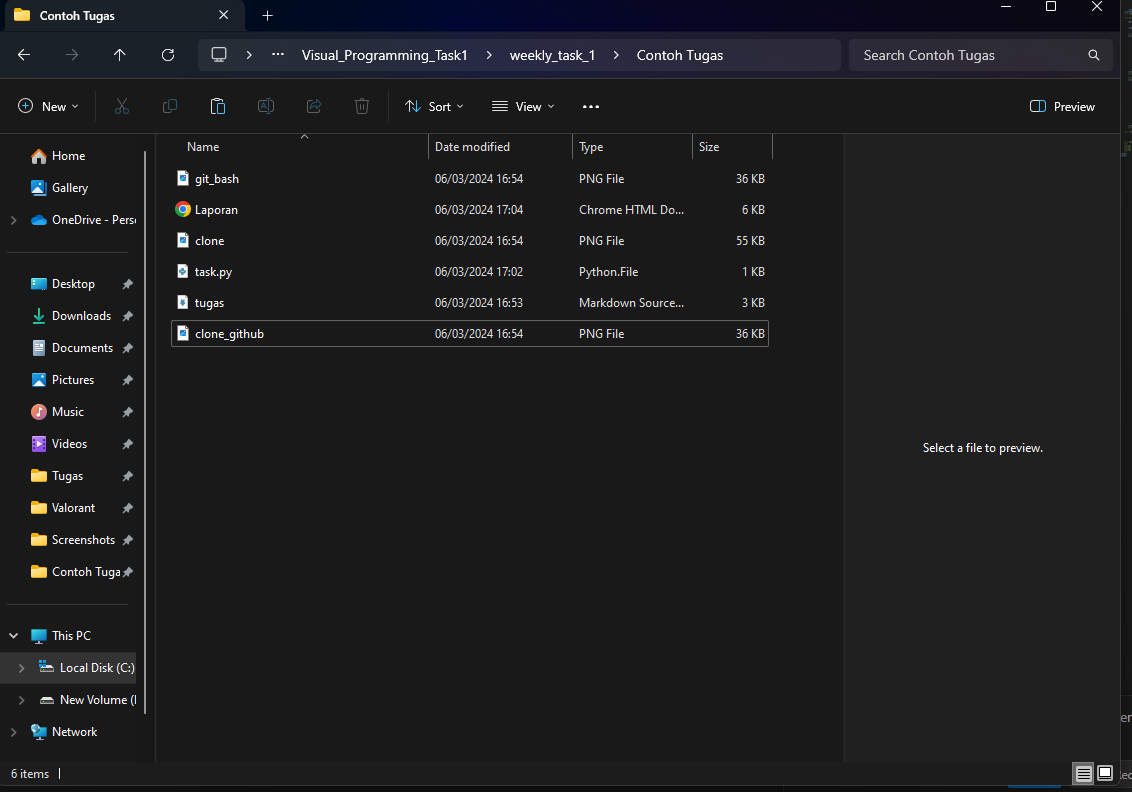 Contoh Tugas
Visual_Programming_Task1 weekly_task_1 Contoh Tugas
Search Contoh Tugas
New Sort View Preview
Name Date modified Type Size
git_bash 06/03/2024 16:54 PNG File 36 KB
Laporan 06/03/2024 17:04 Chrome HTML Do... 6 KB
clone 06/03/2024 16:54 PNG File 55 KB
task.py 06/03/2024 17:02 Python.File 1 KB
tugas 06/03/2024 16:53 Markdown Source... 3 KB
clone_github 06/03/2024 16:54 PNG File 36 KB
Home
Gallery
OneDrive - Pers
Desktop
Downloads
Documents
Pictures
Music
Videos
Tugas
Valorant
Screenshots
Contoh Tuga
This PC
Local Disk (C:)
New Volume (
Network
Select a file to preview.
6 items